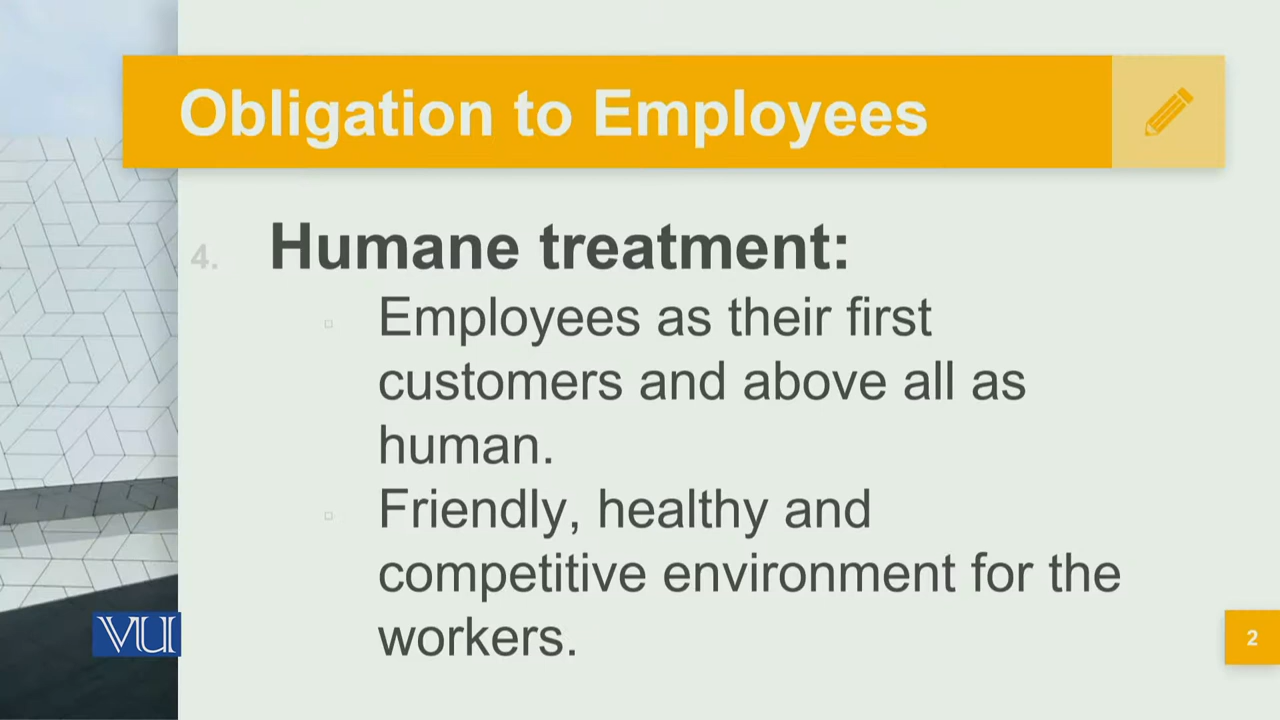 Obligation to Employees
4. Humane treatment:
Employees as their first
customers and above all as
human.
Friendly, healthy and
competitive environment for the
workers.
VU
2